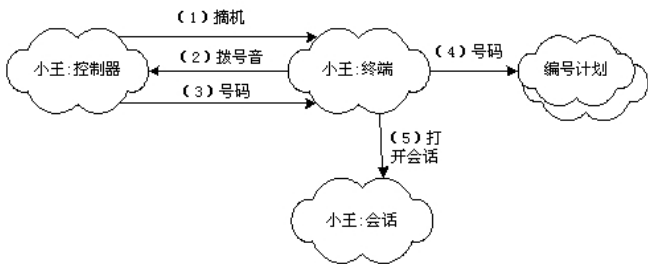 （1）摘机
（2）拨号音
（3）号码
小王:控制器
小王:终端
（4）号码
编号计划
（5）打
开会话
小王:会话